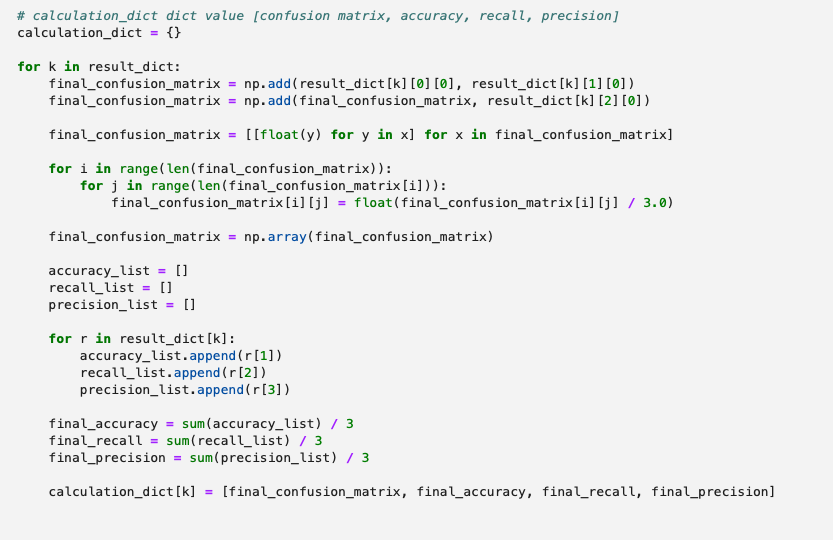 # calculation_dict dict value [confusion matrix, accuracy, recall, precision]
calculation_dict = {}

for k in result_dict:
    final_confusion_matrix = np.add(result_dict[k][0][0], result_dict[k][1][0])
    final_confusion_matrix = np.add(final_confusion_matrix, result_dict[k][2][0])

    final_confusion_matrix = [[float(y) for y in x] for x in final_confusion_matrix]

    for i in range(len(final_confusion_matrix)):
        for j in range(len(final_confusion_matrix[i])):
            final_confusion_matrix[i][j] = float(final_confusion_matrix[i][j] / 3.0)

    final_confusion_matrix = np.array(final_confusion_matrix)

    accuracy_list = []
    recall_list = []
    precision_list = []

    for r in result_dict[k]:
        accuracy_list.append(r[1])
        recall_list.append(r[2])
        precision_list.append(r[3])

    final_accuracy = sum(accuracy_list) / 3
    final_recall = sum(recall_list) / 3
    final_precision = sum(precision_list) / 3

    calculation_dict[k] = [final_confusion_matrix, final_accuracy, final_recall, final_precision]